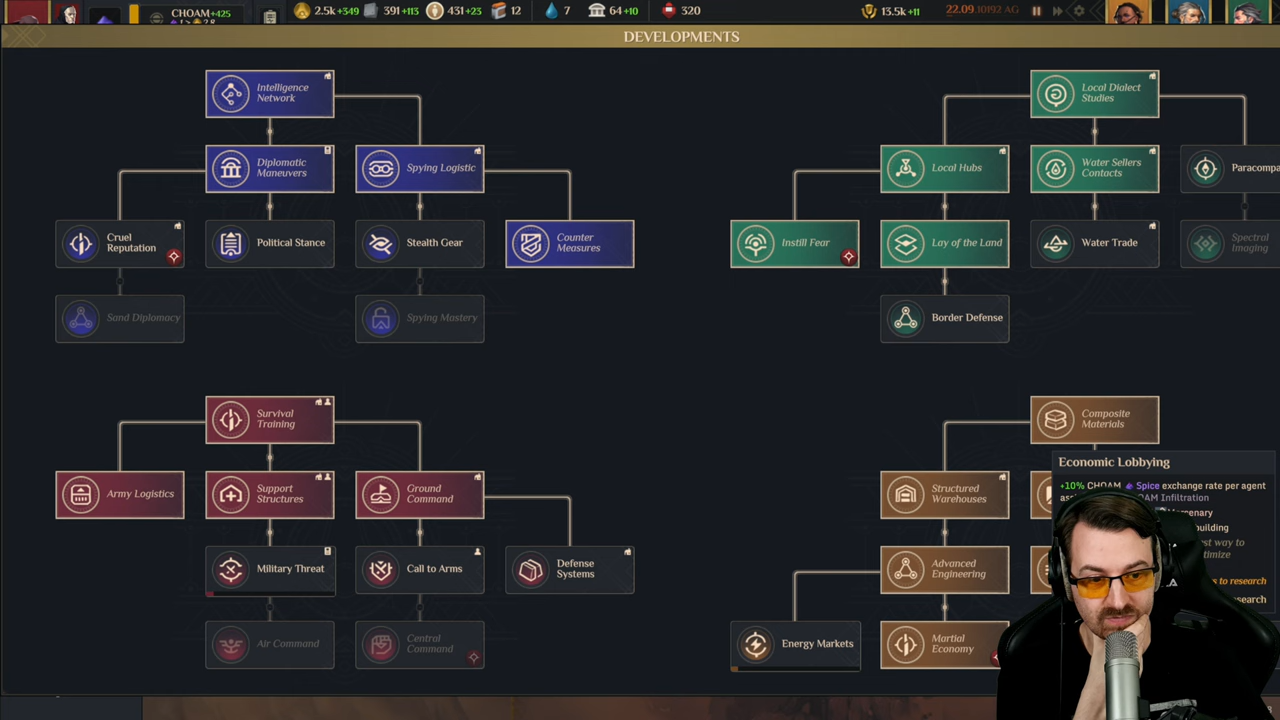 CHOAM +425
2.5k +349
391 +113
431 +23
12
7
64 +10
320
13.5k +11
22.09.10192 AG
DEVELOPMENTS
Intelligence
Network
Diplomatic
Maneuvers
Spying Logistic
Cruel
Reputation
Political Stance
Stealth Gear
Counter
Measures
Sand Diplomacy
Spying Mastery
Local Dialect
Studies
Local Hubs
Water Sellers
Contacts
Paracompa
Instill Fear
Lay of the Land
Water Trade
Spectral
Imaging
Border Defense
Survival
Training
Army Logistics
Support
Structures
Ground
Command
Military Threat
Call to Arms
Defense
Systems
Air Command
Central
Command
Composite
Materials
Structured
Warehouses
Advanced
Engineering
Energy Markets
Martial
Economy
Economic Lobbying
+10% CHOAM Spice exchange rate per agent